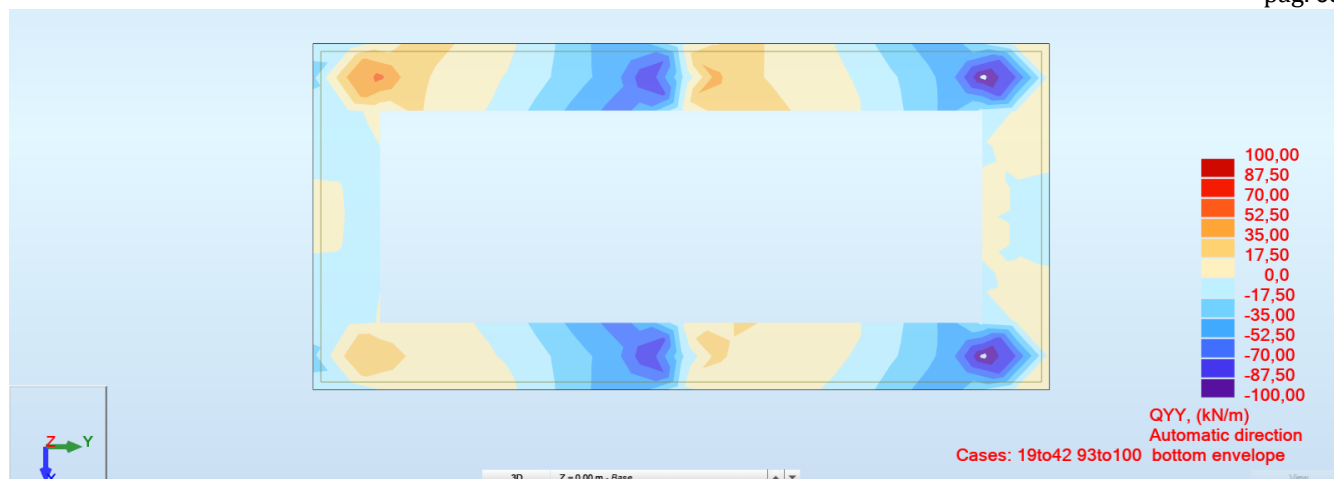 pag.
100,00
87,50
70,00
52,50
35,00
17,50
0,0
-17,50
-35,00
-52,50
-70,00
-87,50
-100,00
QYY, (kN/m)
Automatic direction
Cases: 19to42 93to100 bottom envelope
Z Y
3D Z = 0.00 m - Base
View